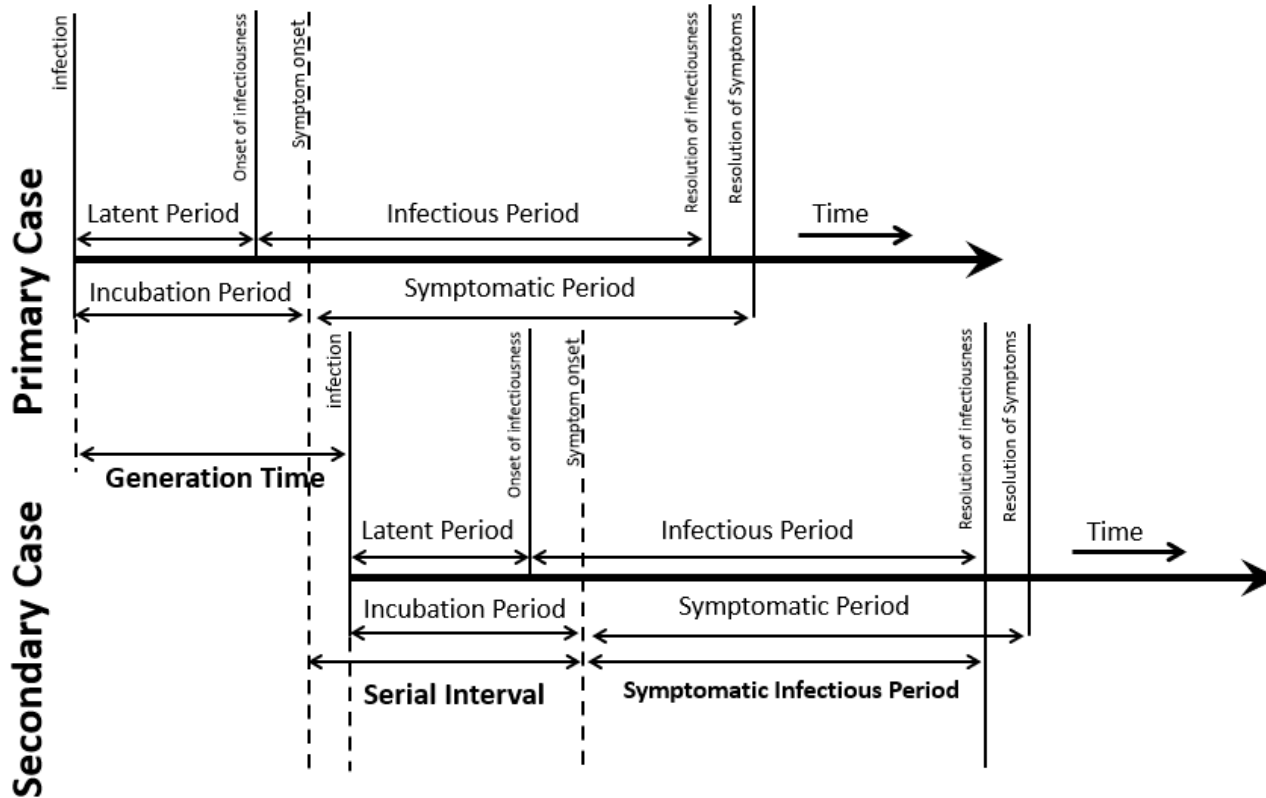 Primary Case
infection
Onset of infectiousness
Symptom onset
Resolution of infectiousness
Resolution of Symptoms
Latent Period
Infectious Period
Time
Incubation Period
Symptomatic Period
Generation Time
Secondary Case
infection
Onset of infectiousness
Symptom onset
Resolution of infectiousness
Resolution of Symptoms
Latent Period
Infectious Period
Time
Incubation Period
Symptomatic Period
Serial Interval
Symptomatic Infectious Period